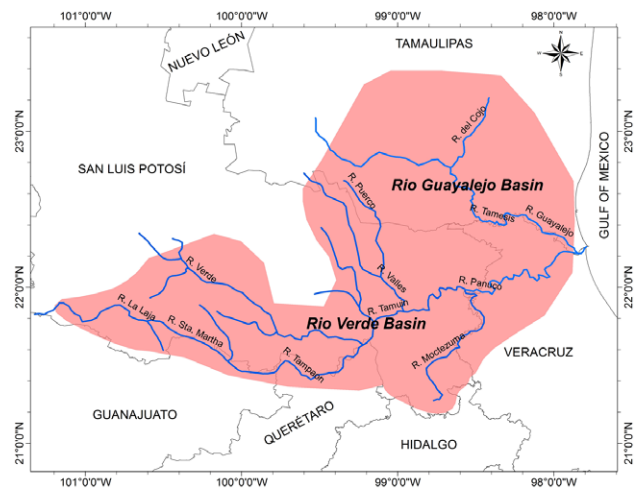 101°0'0"W 100°0'0"W 99°0'0"W 98°0'0"W
NUEVO LEÓN
TAMAULIPAS
N
W E
S
23°0'0"N
23°0'0"N
R. del Cojo
SAN LUIS POTOSÍ
R. Puerco
Rio Guayalejo Basin
GULF OF MEXICO
R. Tamesis
R. Guayalejo
R. Verde
R. Valles
R. Panuco
22°0'0"N
22°0'0"N
R. La Laja
R. Tamuin
R. Sta. Martha
Rio Verde Basin
R. Moctezuma
VERACRUZ
R. Tampaon
GUANAJUATO
QUERÉTARO
HIDALGO
21°0'0"N
21°0'0"N
101°0'0"W 100°0'0"W 99°0'0"W 98°0'0"W